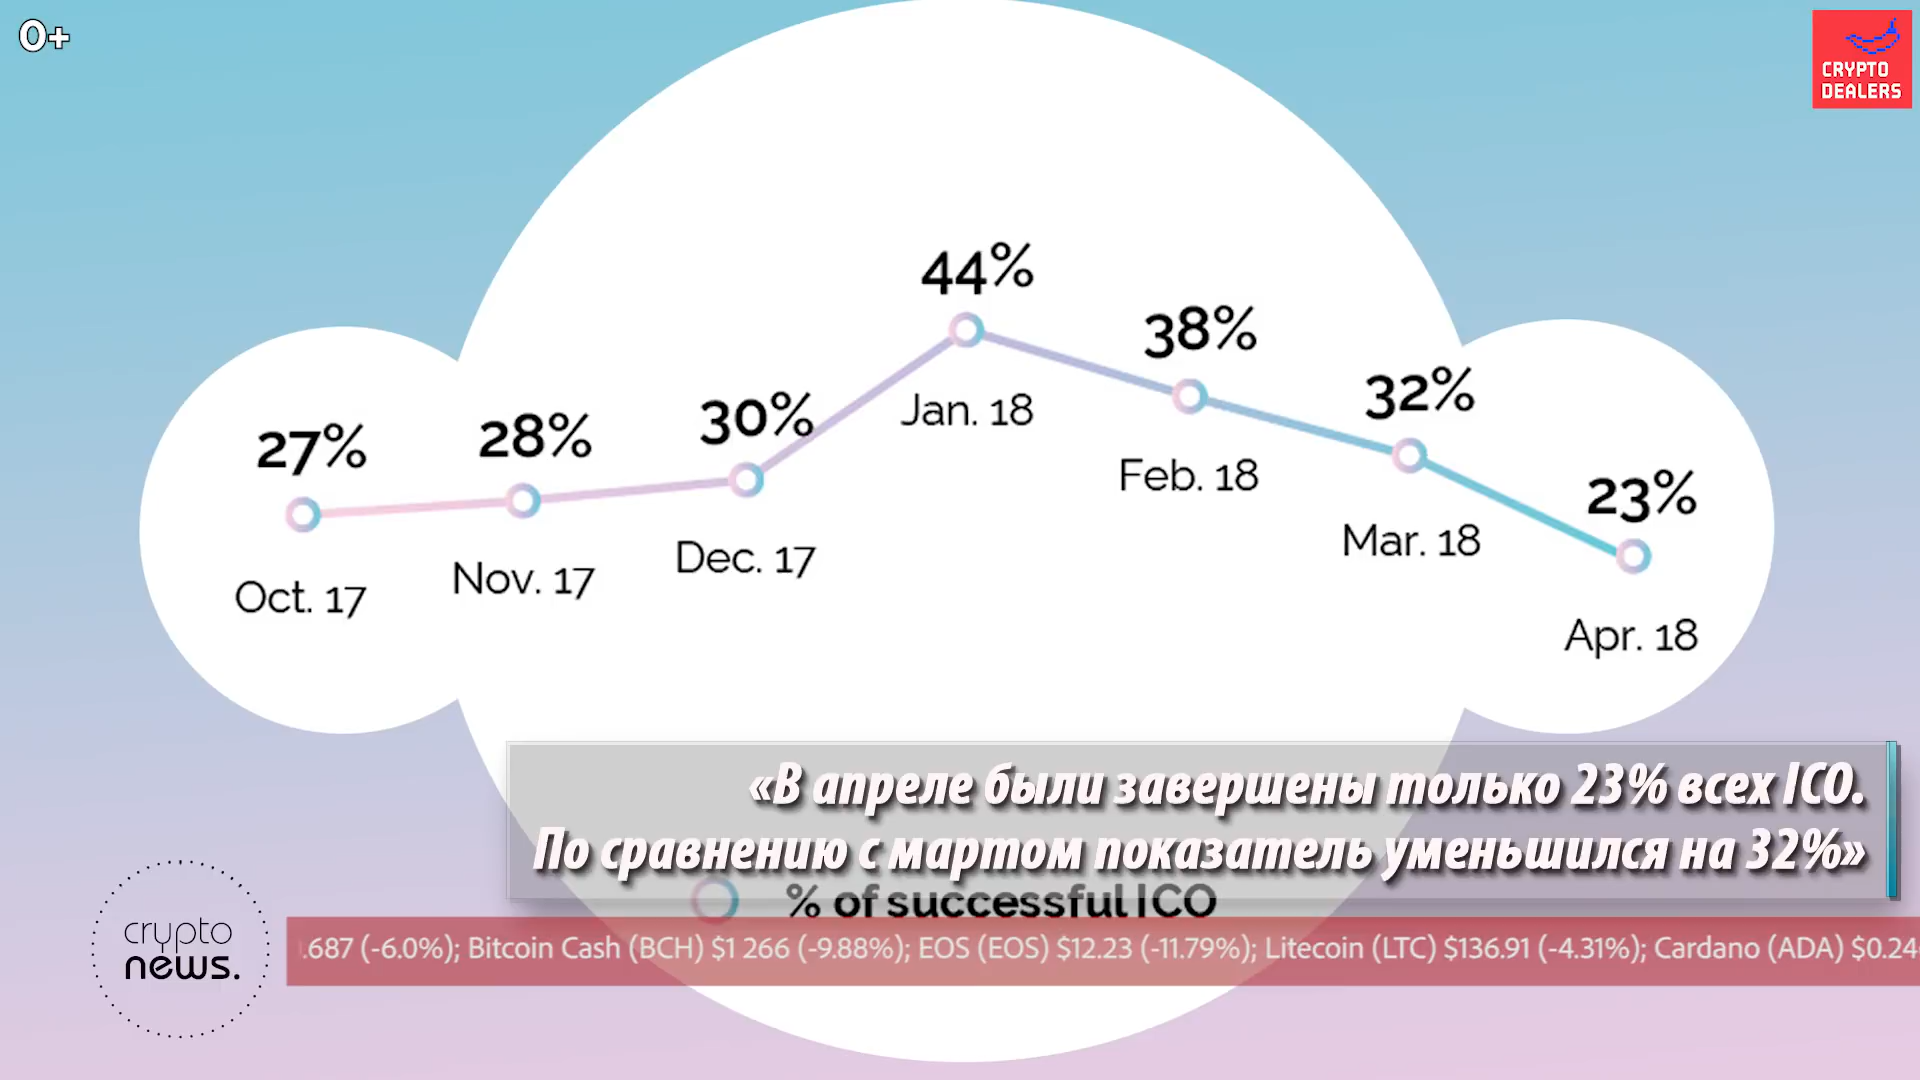 0+
CRYPTO
DEALERS
44%
38%
32%
30%
28%
27%
23%
Jan. 18
Feb. 18
Mar. 18
Dec. 17
Nov. 17
Oct. 17
Apr. 18
«В апреле были завершены только 23% всех ICO.
По сравнению с мартом показатель уменьшился на 32%»
% of successful ICO
crypto
news.
.687 (-6.0%); Bitcoin Cash (BCH) $1 266 (-9.88%); EOS (EOS) $12.23 (-11.79%); Litecoin (LTC) $136.91 (-4.31%); Cardano (ADA) $0.24